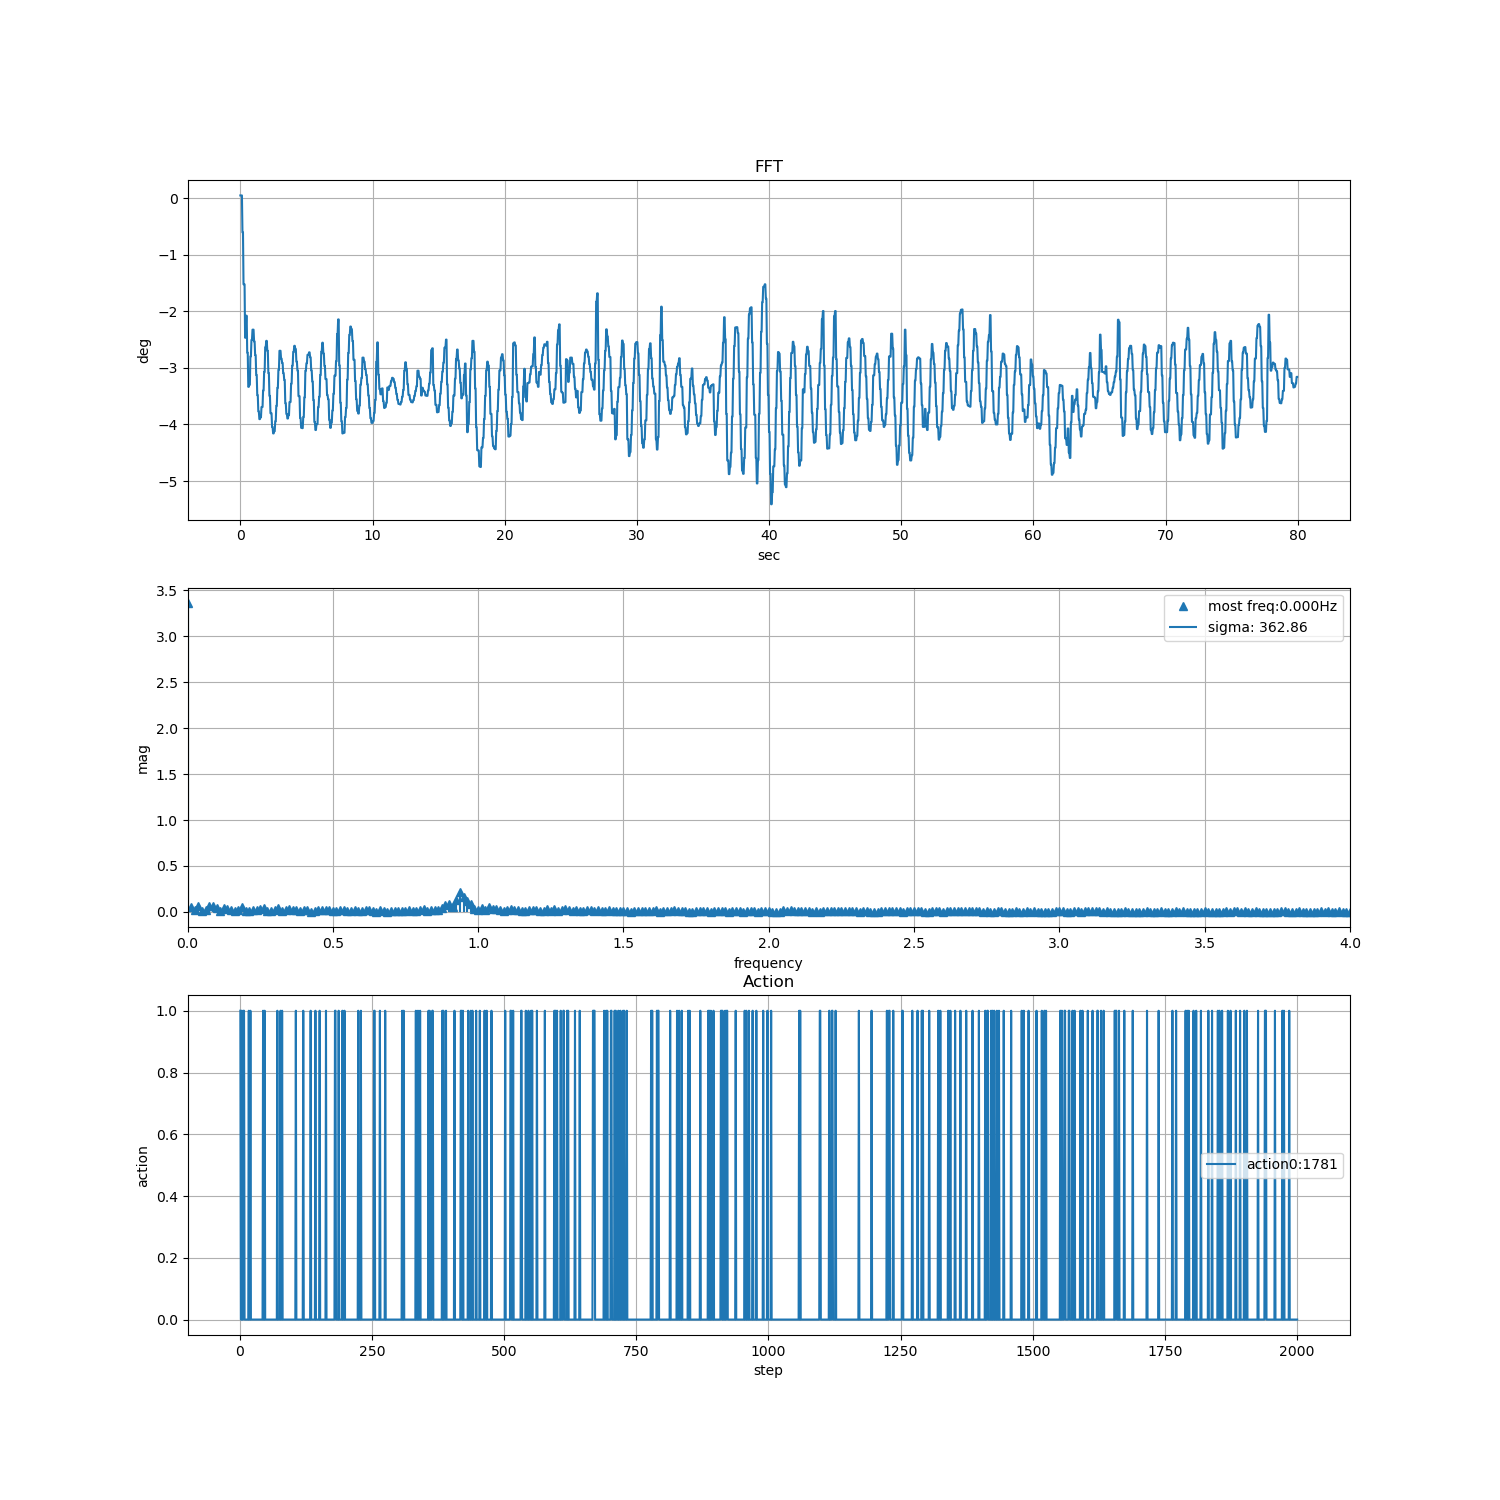 FFT
0
−1
−2
−3
−4
−5
deg
0 10 20 30 40 50 60 70 80
sec
3.5
3.0
2.5
2.0
1.5
1.0
0.5
0.0
mag
most freq:0.000Hz
sigma: 362.86
0.0 0.5 1.0 1.5 2.0 2.5 3.0 3.5 4.0
frequency
Action
1.0
0.8
0.6
0.4
0.2
0.0
action
action0:1781
0 250 500 750 1000 1250 1500 1750 2000
step